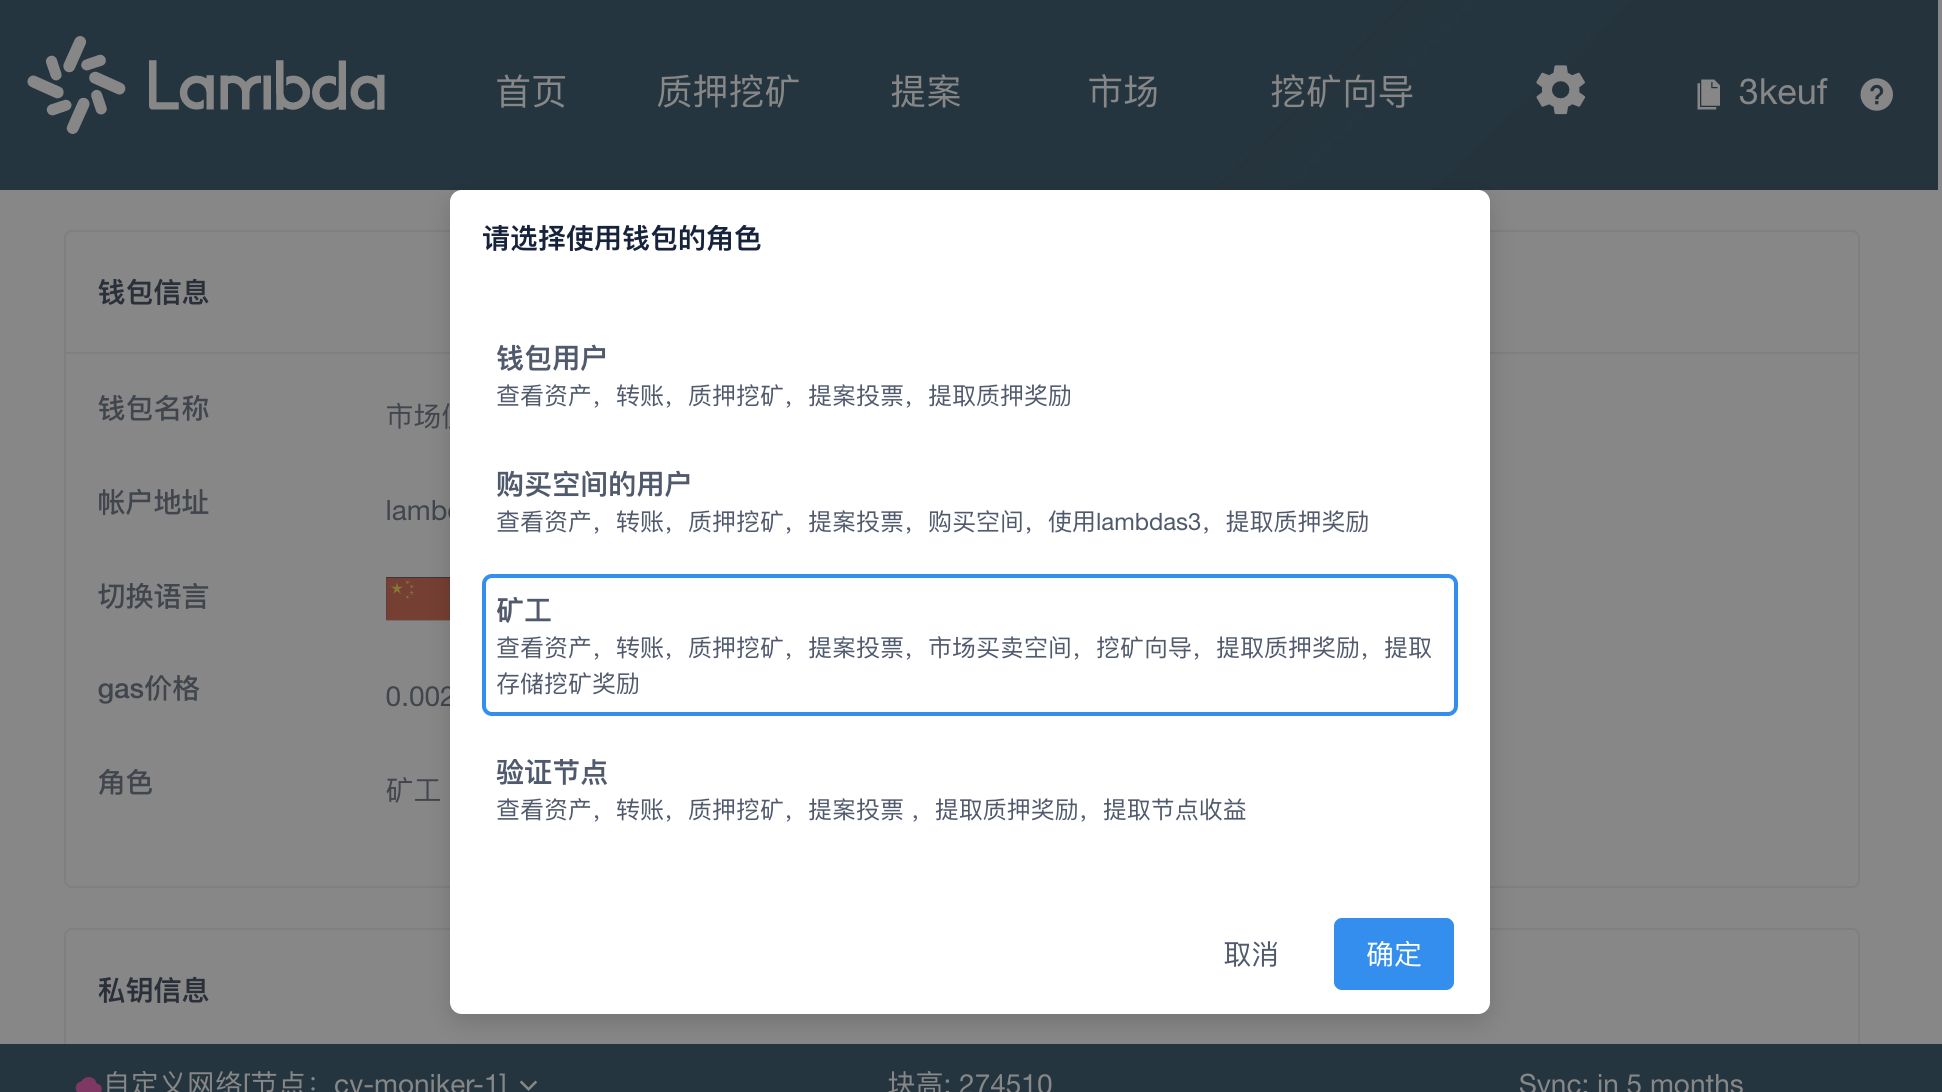 Lambda
首页
质押挖矿
提案
市场
挖矿向导
3keuf
?
请选择使用钱包的角色
钱包用户
查看资产，转账，质押挖矿，提案投票，提取质押奖励
购买空间的用户
查看资产，转账，质押挖矿，提案投票，购买空间，使用lambdas3，提取质押奖励
矿工
查看资产，转账，质押挖矿，提案投票，市场买卖空间，挖矿向导，提取质押奖励，提取
存储挖矿奖励
验证节点
查看资产，转账，质押挖矿，提案投票 ，提取质押奖励，提取节点收益
取消
确定
钱包信息
钱包名称
市场
帐户地址
lamb
切换语言
gas价格
0.002
角色
矿工
私钥信息
自定义网络[节点：cy-moniker-1]
块高: 274510
Sync: in 5 months